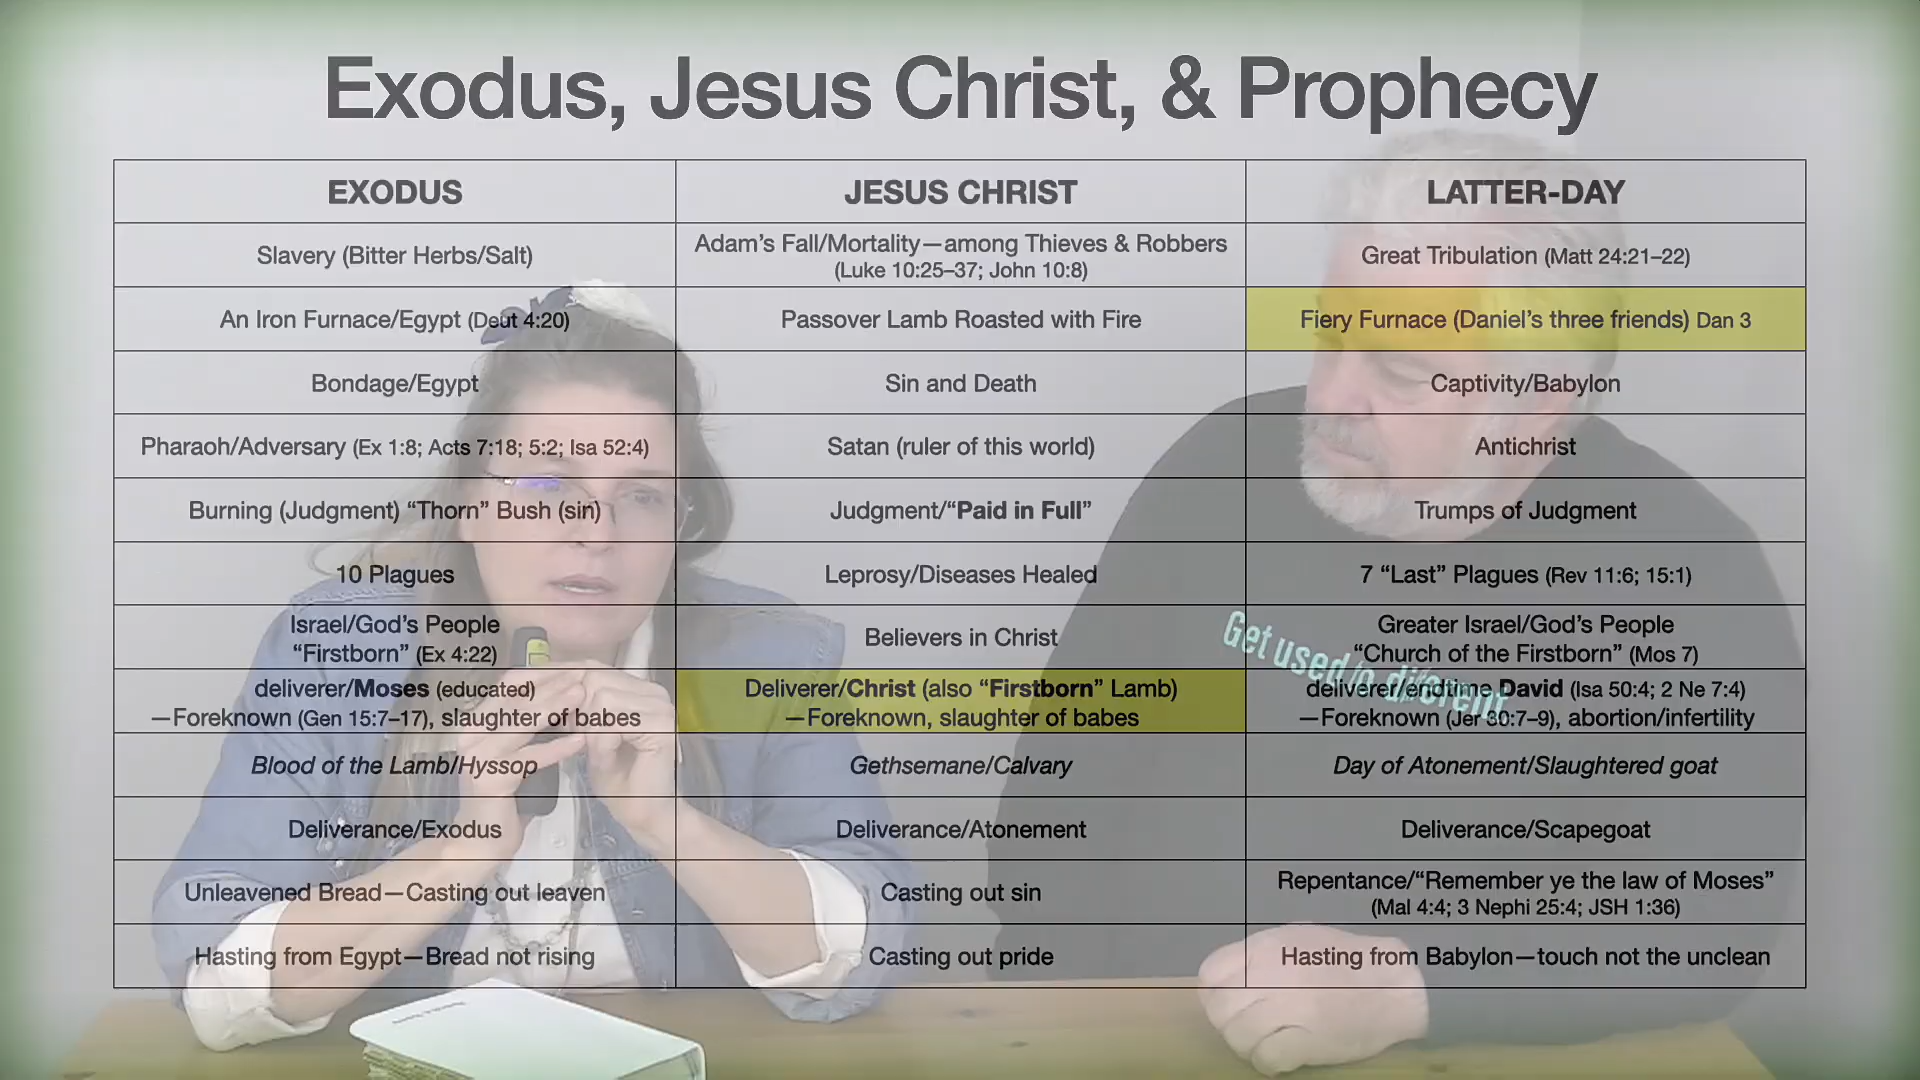 Exodus, Jesus Christ, & Prophecy
EXODUS
JESUS CHRIST
LATTER-DAY
Slavery (Bitter Herbs/Salt)
Adam’s Fall/Mortality—among Thieves & Robbers
(Luke 10:25–37; John 10:8)
Great Tribulation (Matt 24:21–22)
An Iron Furnace/Egypt (Deut 4:20)
Passover Lamb Roasted with Fire
Fiery Furnace (Daniel’s three friends) Dan 3
Bondage/Egypt
Sin and Death
Captivity/Babylon
Pharaoh/Adversary (Ex 1:8; Acts 7:18; 5:2; Isa 52:4)
Satan (ruler of this world)
Antichrist
Burning (Judgment) “Thorn” Bush (sin)
Judgment/“Paid in Full”
Trumps of Judgment
10 Plagues
Leprosy/Diseases Healed
7 “Last” Plagues (Rev 11:6; 15:1)
Israel/God’s People
“Firstborn” (Ex 4:22)
Believers in Christ
Greater Israel/God’s People
“Church of the Firstborn” (Mos 7)
deliverer/Moses (educated)
—Foreknown (Gen 15:7–17), slaughter of babes
Deliverer/Christ (also “Firstborn” Lamb)
—Foreknown, slaughter of babes
deliverer/endtime David (Isa 50:4; 2 Ne 7:4)
—Foreknown (Jer 30:7–9), abortion/infertility
Blood of the Lamb/Hyssop
Gethsemane/Calvary
Day of Atonement/Slaughtered goat
Deliverance/Exodus
Deliverance/Atonement
Deliverance/Scapegoat
Unleavened Bread—Casting out leaven
Casting out sin
Repentance/“Remember ye the law of Moses”
(Mal 4:4; 3 Nephi 25:4; JSH 1:36)
Hasting from Egypt—Bread not rising
Casting out pride
Hasting from Babylon—touch not the unclean
Get used to different